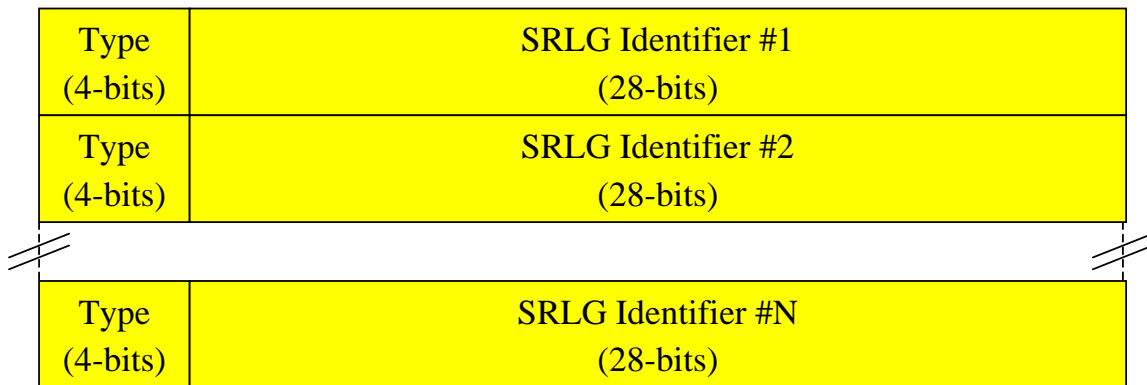 Type
(4-bits)
SRLG Identifier #1
(28-bits)
Type
(4-bits)
SRLG Identifier #2
(28-bits)
Type
(4-bits)
SRLG Identifier #N
(28-bits)